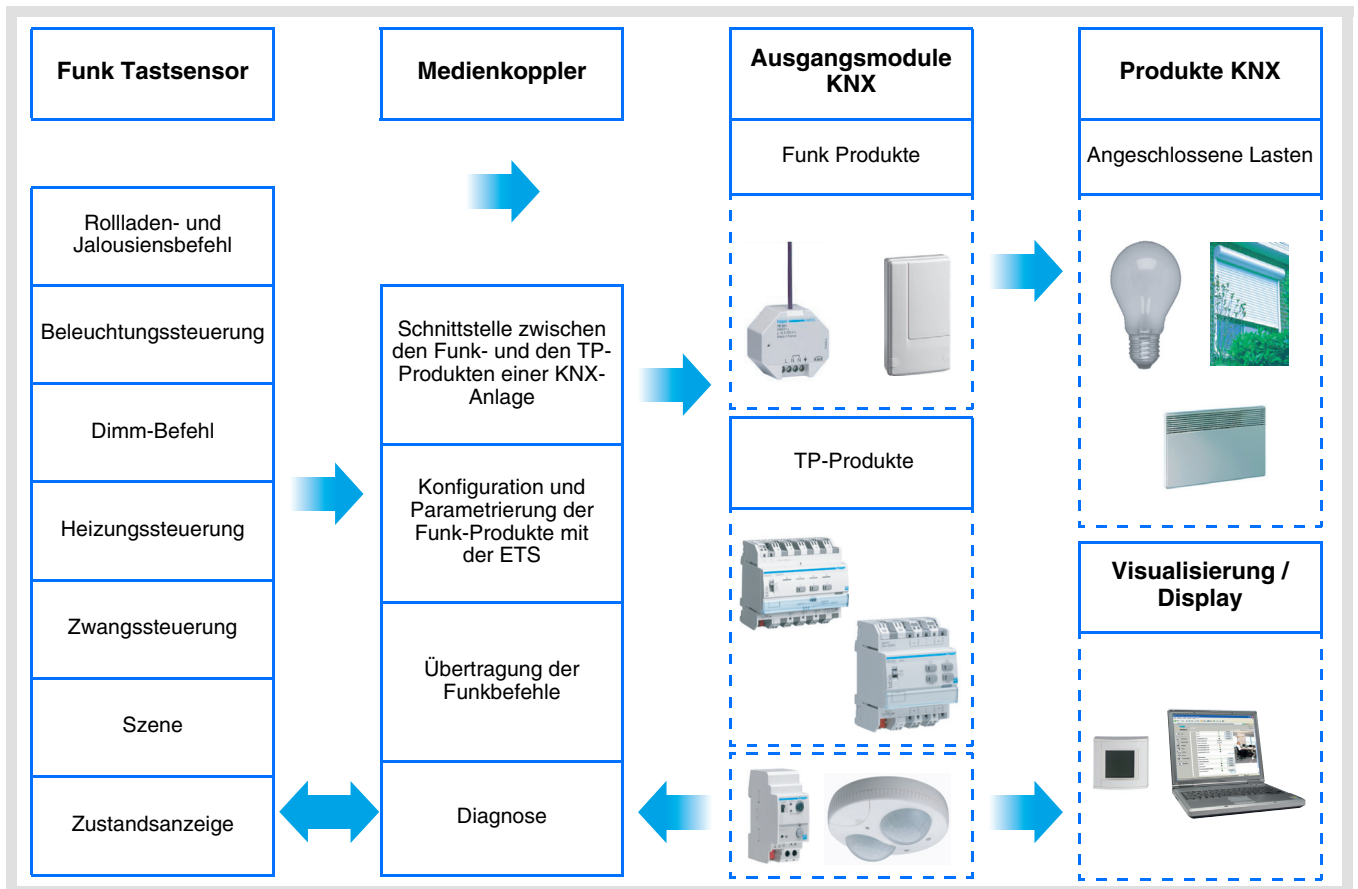 Funk Tastsensor
Rollladen- und
Jalousiensbefehl
Beleuchtungssteuerung
Dimm-Befehl
Heizungssteuerung
Zwangssteuerung
Szene
Zustandsanzeige
Medienkoppler
Schnittstelle zwischen
den Funk- und den TP-
Produkten einer KNX-
Anlage
Konfiguration und
Parametrierung der
Funk-Produkte mit
der ETS
Übertragung der
Funkbefehle
Diagnose
Ausgangsmodule
KNX
Funk Produkte
L N N
TP-Produkte
Produkte KNX
Angeschlossene Lasten
Visualisierung /
Display